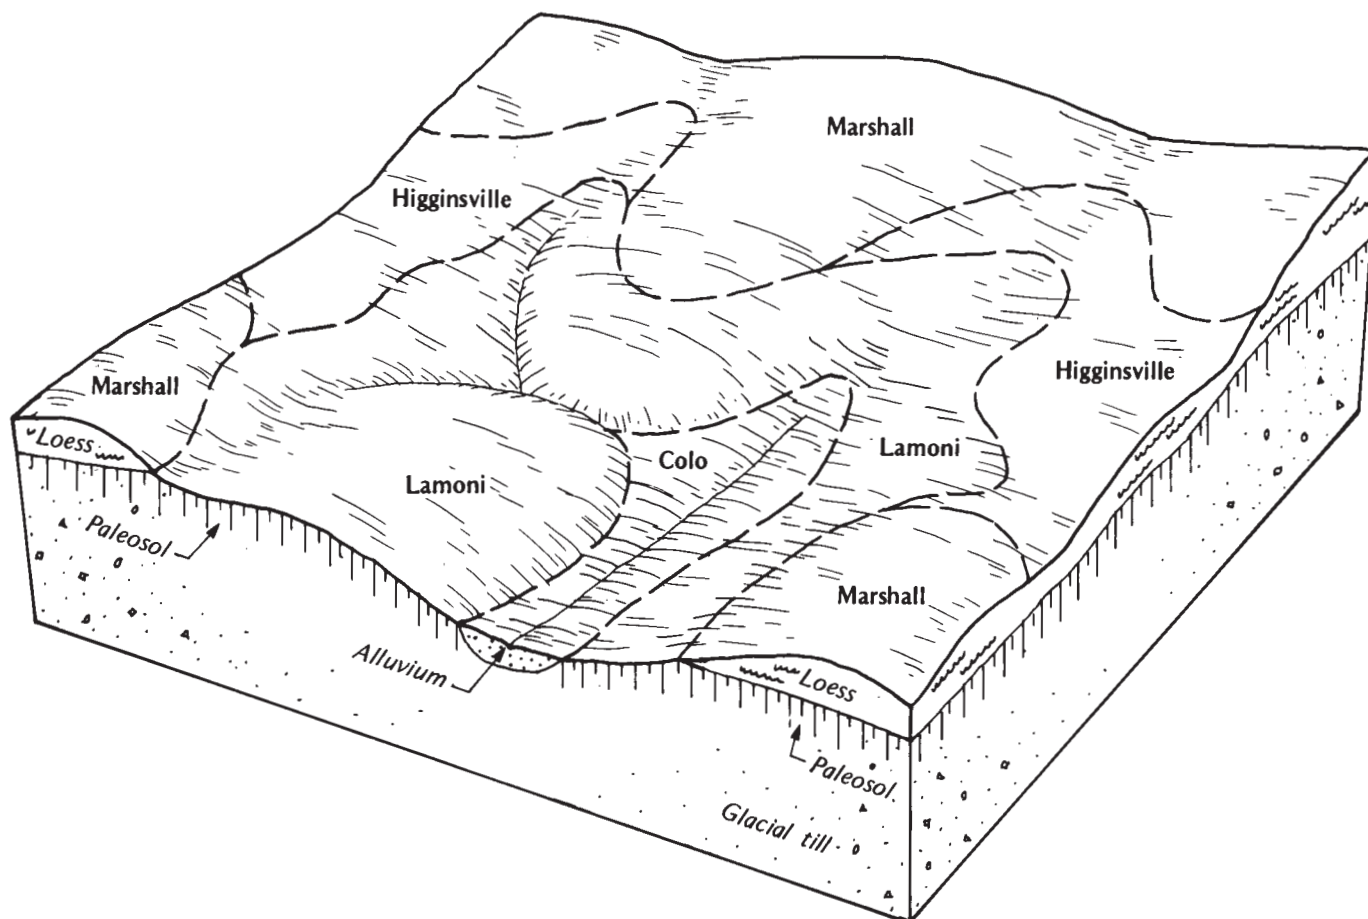 Marshall
Higginsville
Higginsville
Marshall
Loess
Colo
Lamoni
Lamoni
Paleosol
Marshall
Alluvium
Loess
Paleosol
Glacial till